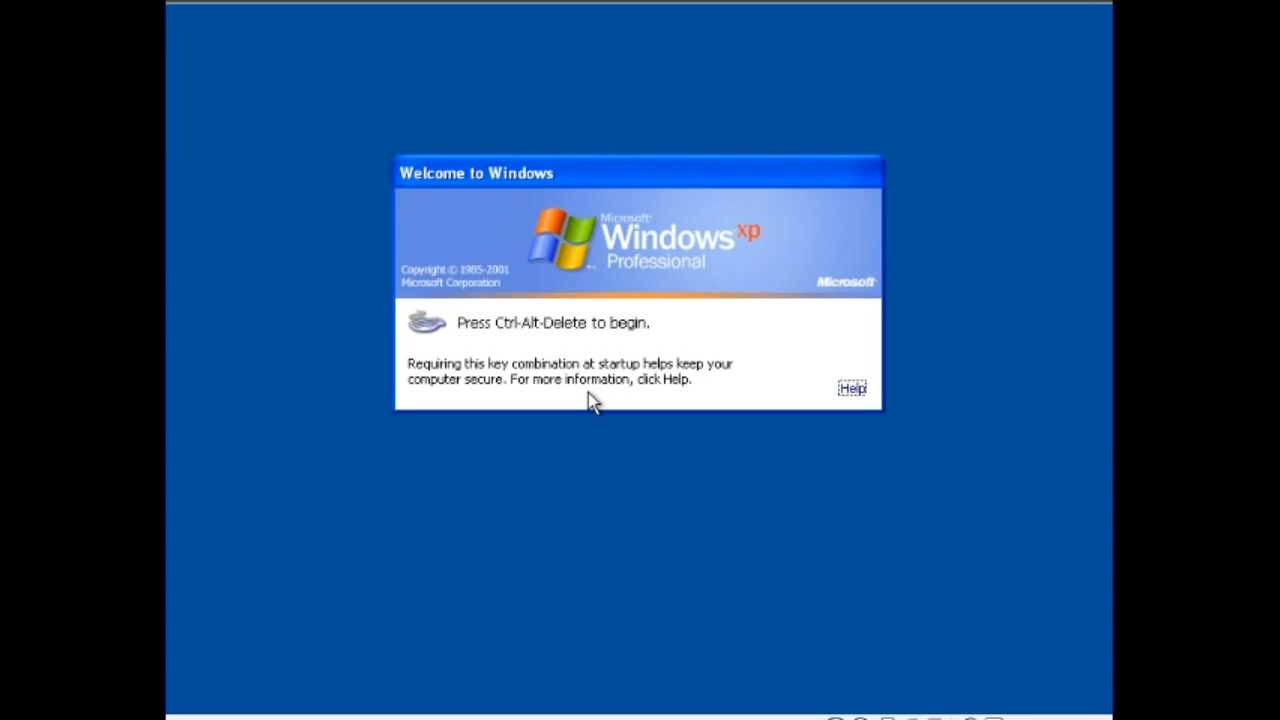 Welcome to Windows
Microsoft®
Windows xp
Professional
Copyright © 1985-2001
Microsoft Corporation
Microsoft®
Press Ctrl-Alt-Delete to begin.
Requiring this key combination at startup helps keep your
computer secure. For more information, click Help.
Help